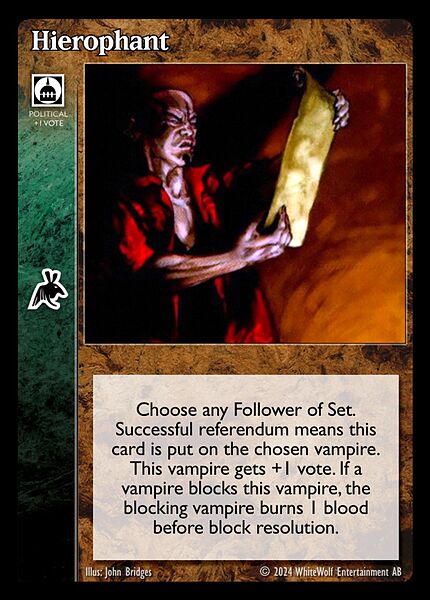 Hierophant
POLITICAL
+1 VOTE
Choose any Follower of Set.
Successful referendum means this
card is put on the chosen vampire.
This vampire gets +1 vote. If a
vampire blocks this vampire, the
blocking vampire burns 1 blood
before block resolution.
Illus: John Bridges
© 2024 WhiteWolf Entertainment AB